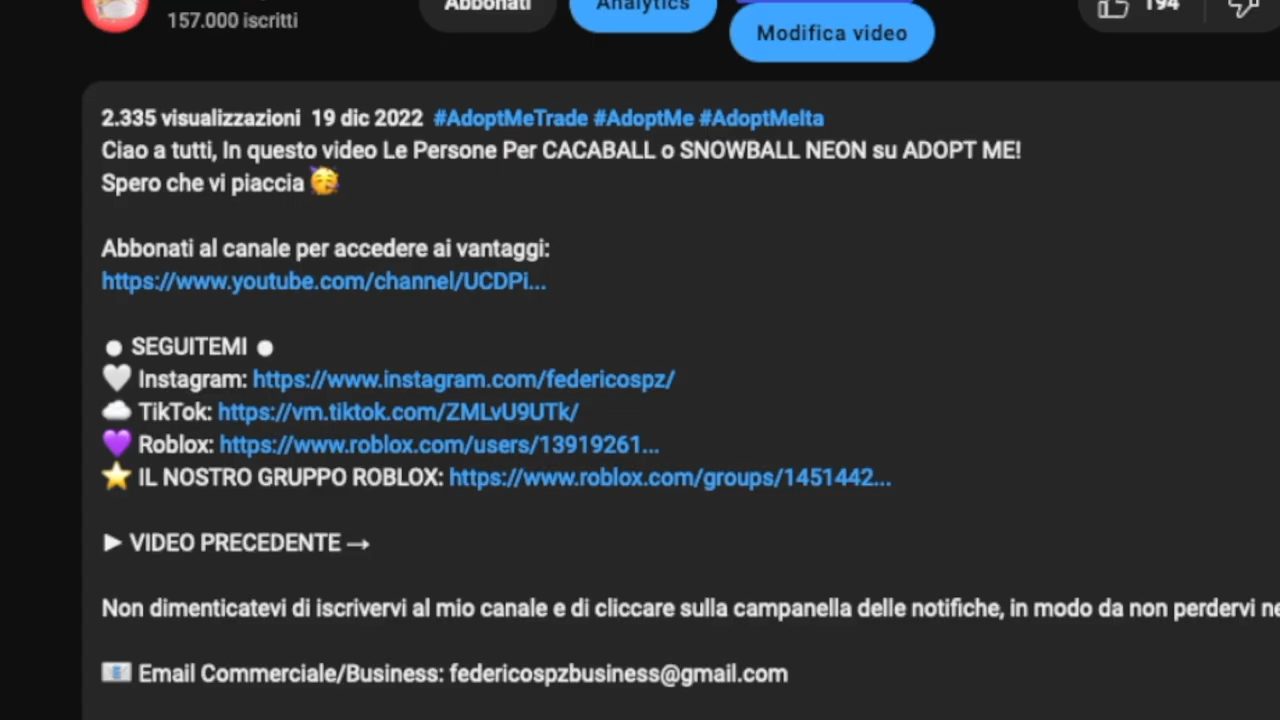 157.000 iscritti
Abbonati
Analytics
Modifica video
194
2.335 visualizzazioni 19 dic 2022 #AdoptMeTrade #AdoptMe #AdoptMeIta
Ciao a tutti, In questo video Le Persone Per CACABALL o SNOWBALL NEON su ADOPT ME!
Spero che vi piaccia 🥳
Abbonati al canale per accedere ai vantaggi:
https://www.youtube.com/channel/UCDPi...
● SEGUITEMI ●
🤍 Instagram: https://www.instagram.com/federicospz/
☁️ TikTok: https://vm.tiktok.com/ZMLvU9UTk/
💜 Roblox: https://www.roblox.com/users/13919261...
⭐ IL NOSTRO GRUPPO ROBLOX: https://www.roblox.com/groups/1451442...
► VIDEO PRECEDENTE →
Non dimenticatevi di iscrivervi al mio canale e di cliccare sulla campanella delle notifiche, in modo da non perdervi ne
📧 Email Commerciale/Business: federicospzbusiness@gmail.com